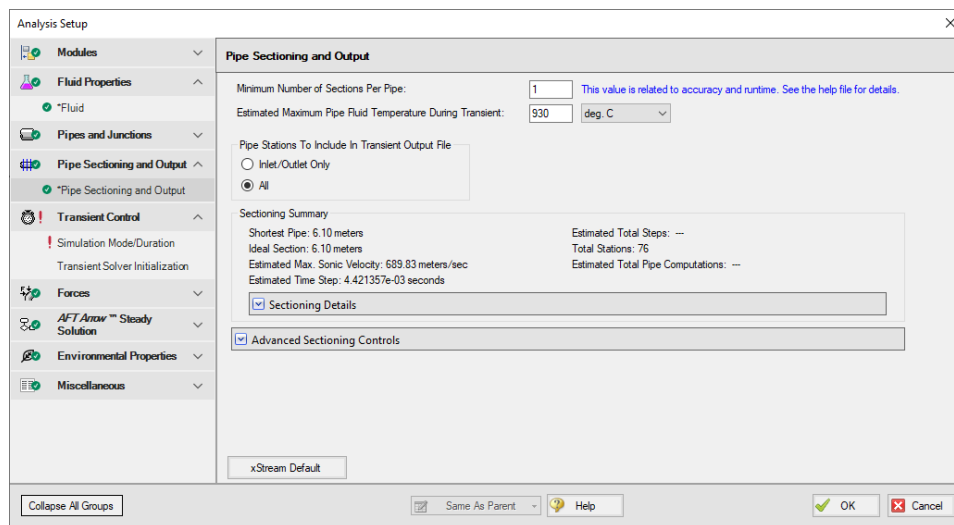 Analysis Setup
Modules
Fluid Properties
*Fluid
Pipes and Junctions
Pipe Sectioning and Output
*Pipe Sectioning and Output
Transient Control
Simulation Mode/Duration
Transient Solver Initialization
Forces
AFT Arrow ™ Steady
Solution
Environmental Properties
Miscellaneous
Pipe Sectioning and Output
Minimum Number of Sections Per Pipe: 1 This value is related to accuracy and runtime. See the help file for details.
Estimated Maximum Pipe Fluid Temperature During Transient: 930 deg. C
Pipe Stations To Include In Transient Output File
Inlet/Outlet Only
All
Sectioning Summary
Shortest Pipe: 6.10 meters
Ideal Section: 6.10 meters
Estimated Max. Sonic Velocity: 689.83 meters/sec
Estimated Time Step: 4.421357e-03 seconds
Estimated Total Steps: ---
Total Stations: 76
Estimated Total Pipe Computations: ---
Sectioning Details
Advanced Sectioning Controls
xStream Default
Collapse All Groups
Same As Parent
Help
OK
Cancel